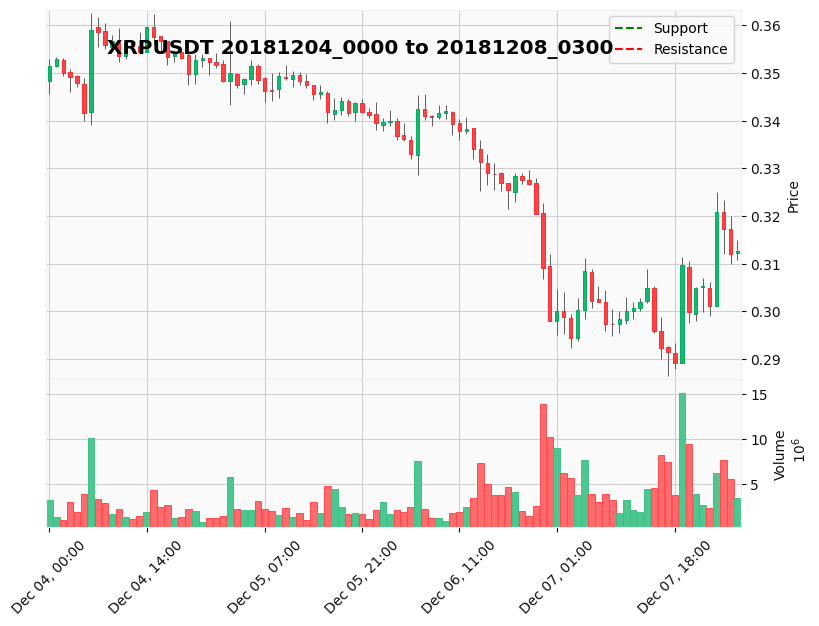 XRPUSDT 20181204_0000 to 20181208_0300
Support
Resistance
0.36
0.35
0.34
0.33
0.32
0.31
0.30
0.29
Price
15
10
5
Volume
10^6
Dec 04, 00:00
Dec 04, 14:00
Dec 05, 07:00
Dec 05, 21:00
Dec 06, 11:00
Dec 07, 01:00
Dec 07, 18:00